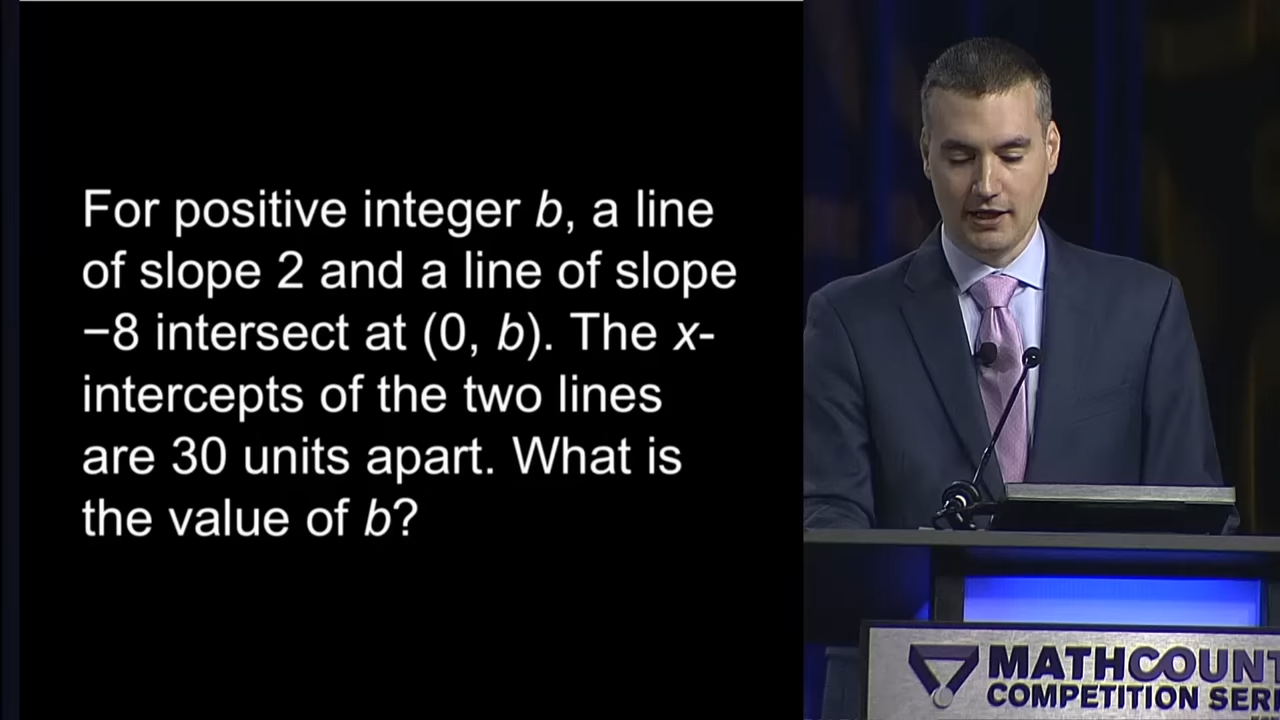 For positive integer b, a line
of slope 2 and a line of slope
−8 intersect at (0, b). The x-
intercepts of the two lines
are 30 units apart. What is
the value of b?
MATHCOUNT
COMPETITION SERI